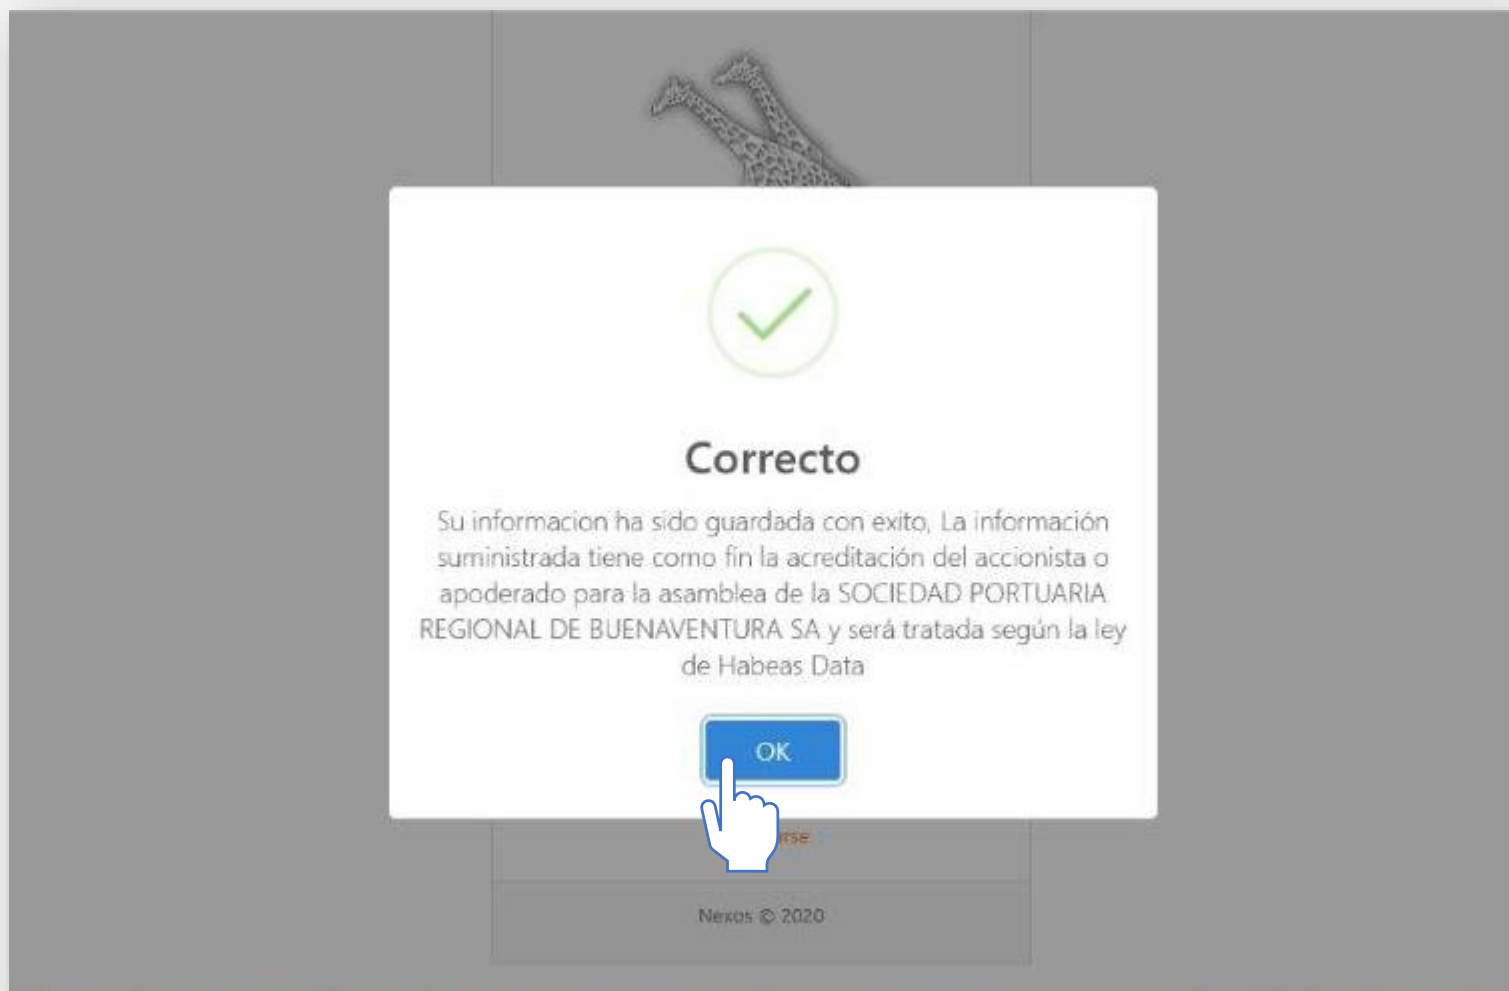 Correcto
Su informacion ha sido guardada con exito, La información
suministrada tiene como fin la acreditación del accionista o
apoderado para la asamblea de la SOCIEDAD PORTUARIA
REGIONAL DE BUENAVENTURA SA y será tratada según la ley
de Habeas Data
OK
Nexos © 2020